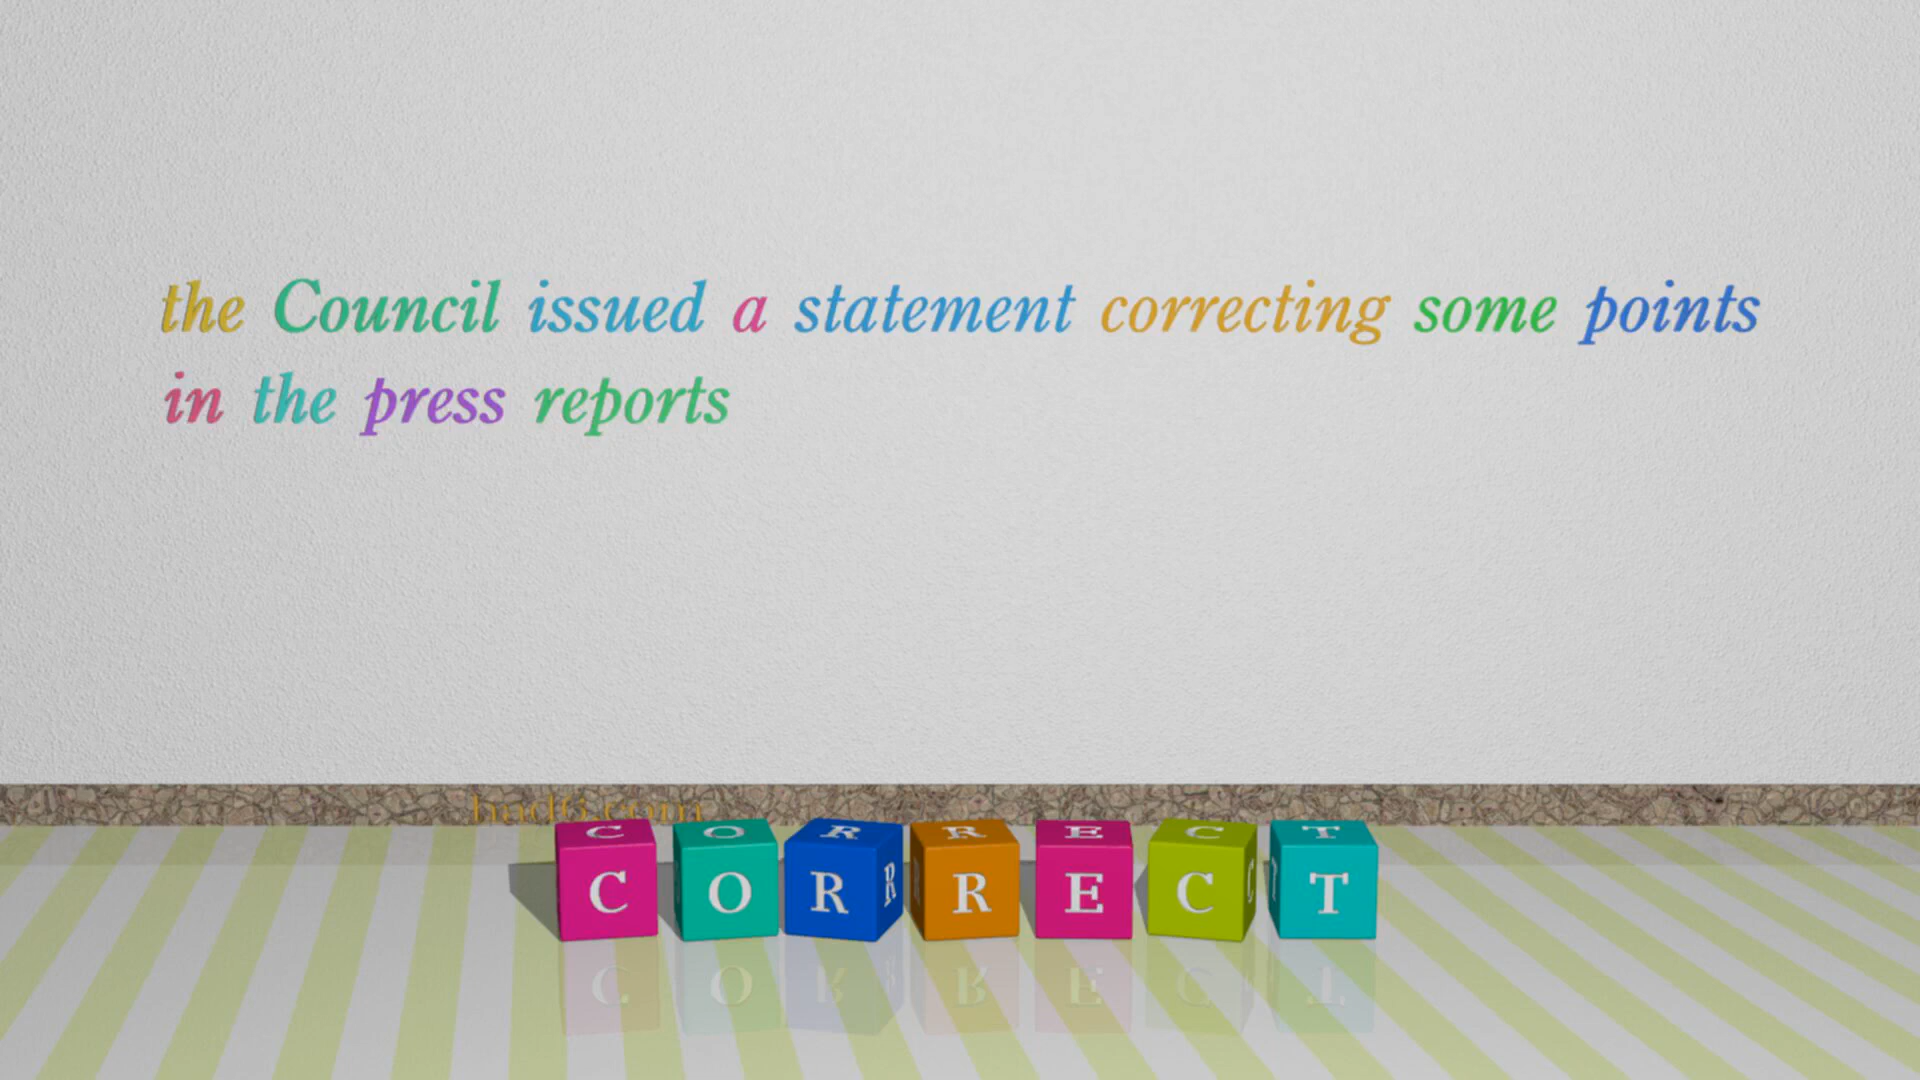 the Council issued a statement correcting some points
in the press reports
CORRECT